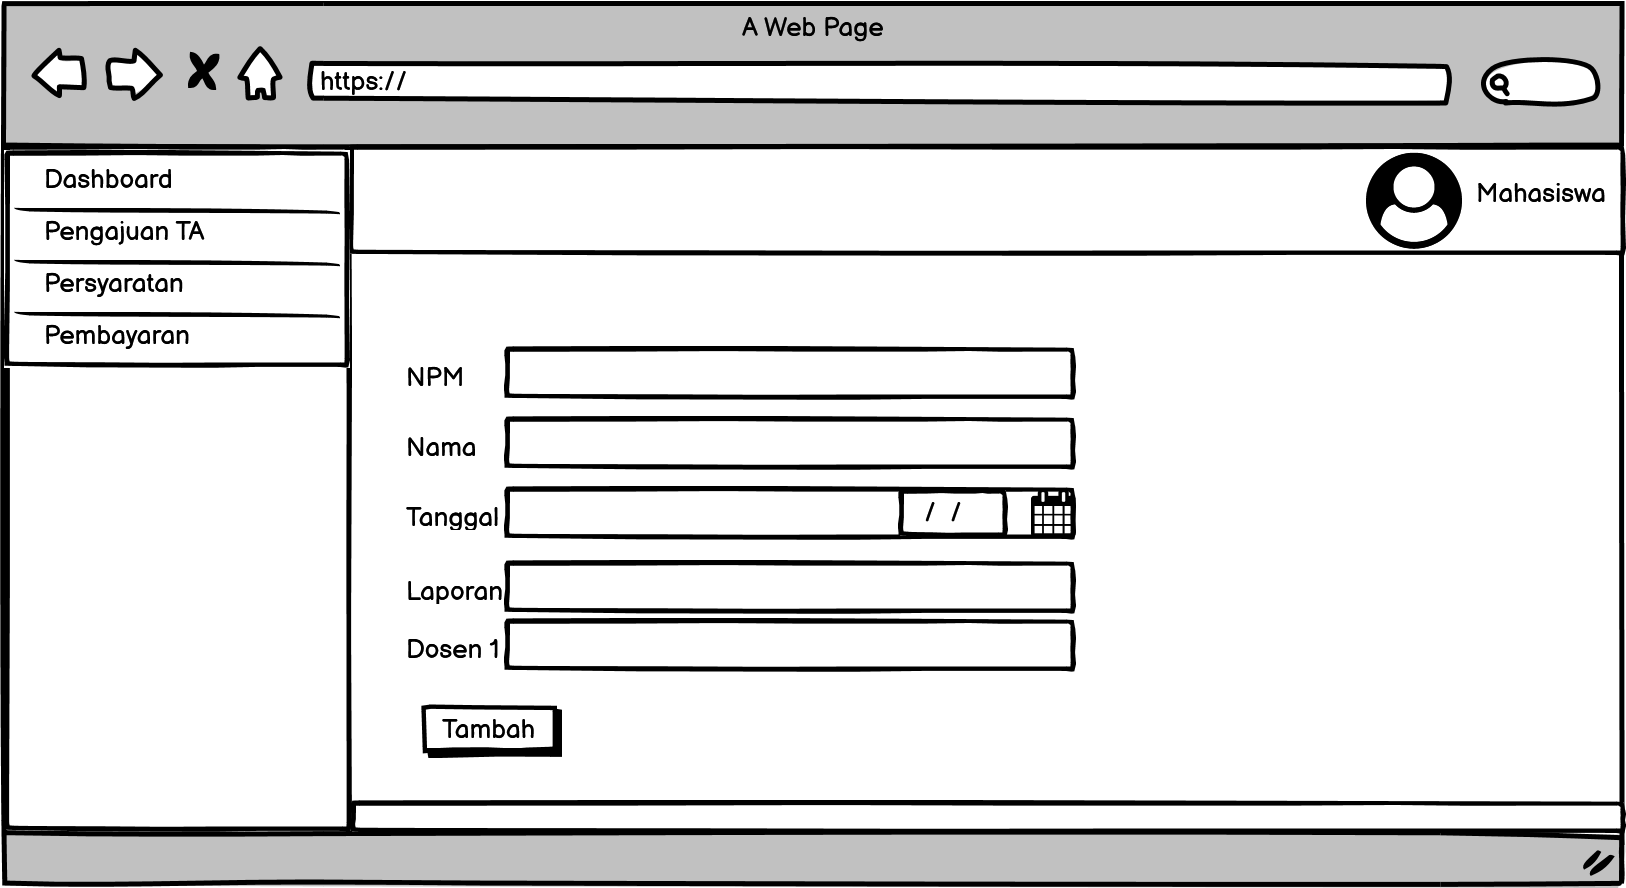 A Web Page
https://
Mahasiswa
Dashboard
Pengajuan TA
Persyaratan
Pembayaran
NPM
Nama
Tanggal
/ /
Laporan
Dosen 1
Tambah